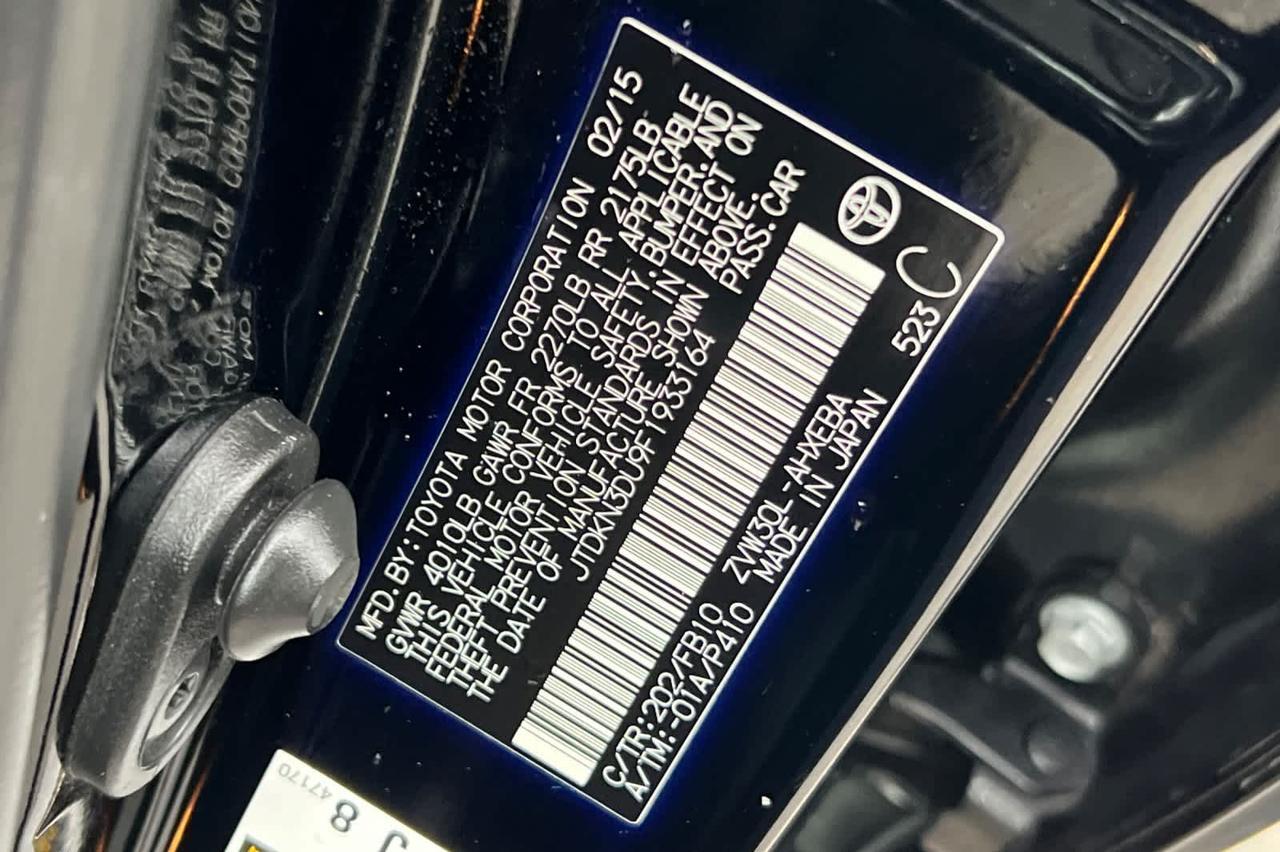 MFD. BY: TOYOTA MOTOR CORPORATION 02/15
GVWR 4010LB GAWR FR 2270LB RR 2175LB
THIS VEHICLE CONFORMS TO ALL APPLICABLE
FEDERAL MOTOR VEHICLE SAFETY, BUMPER, AND
THEFT PREVENTION STANDARDS IN EFFECT ON
THE DATE OF MANUFACTURE SHOWN ABOVE.
JTDKN3DU9F1933164 PASS. CAR
C/TR:202/FB10 ZVW30L-AHXEBA 523 C
A/TM:-01A/P410 MADE IN JAPAN
47170
8
J